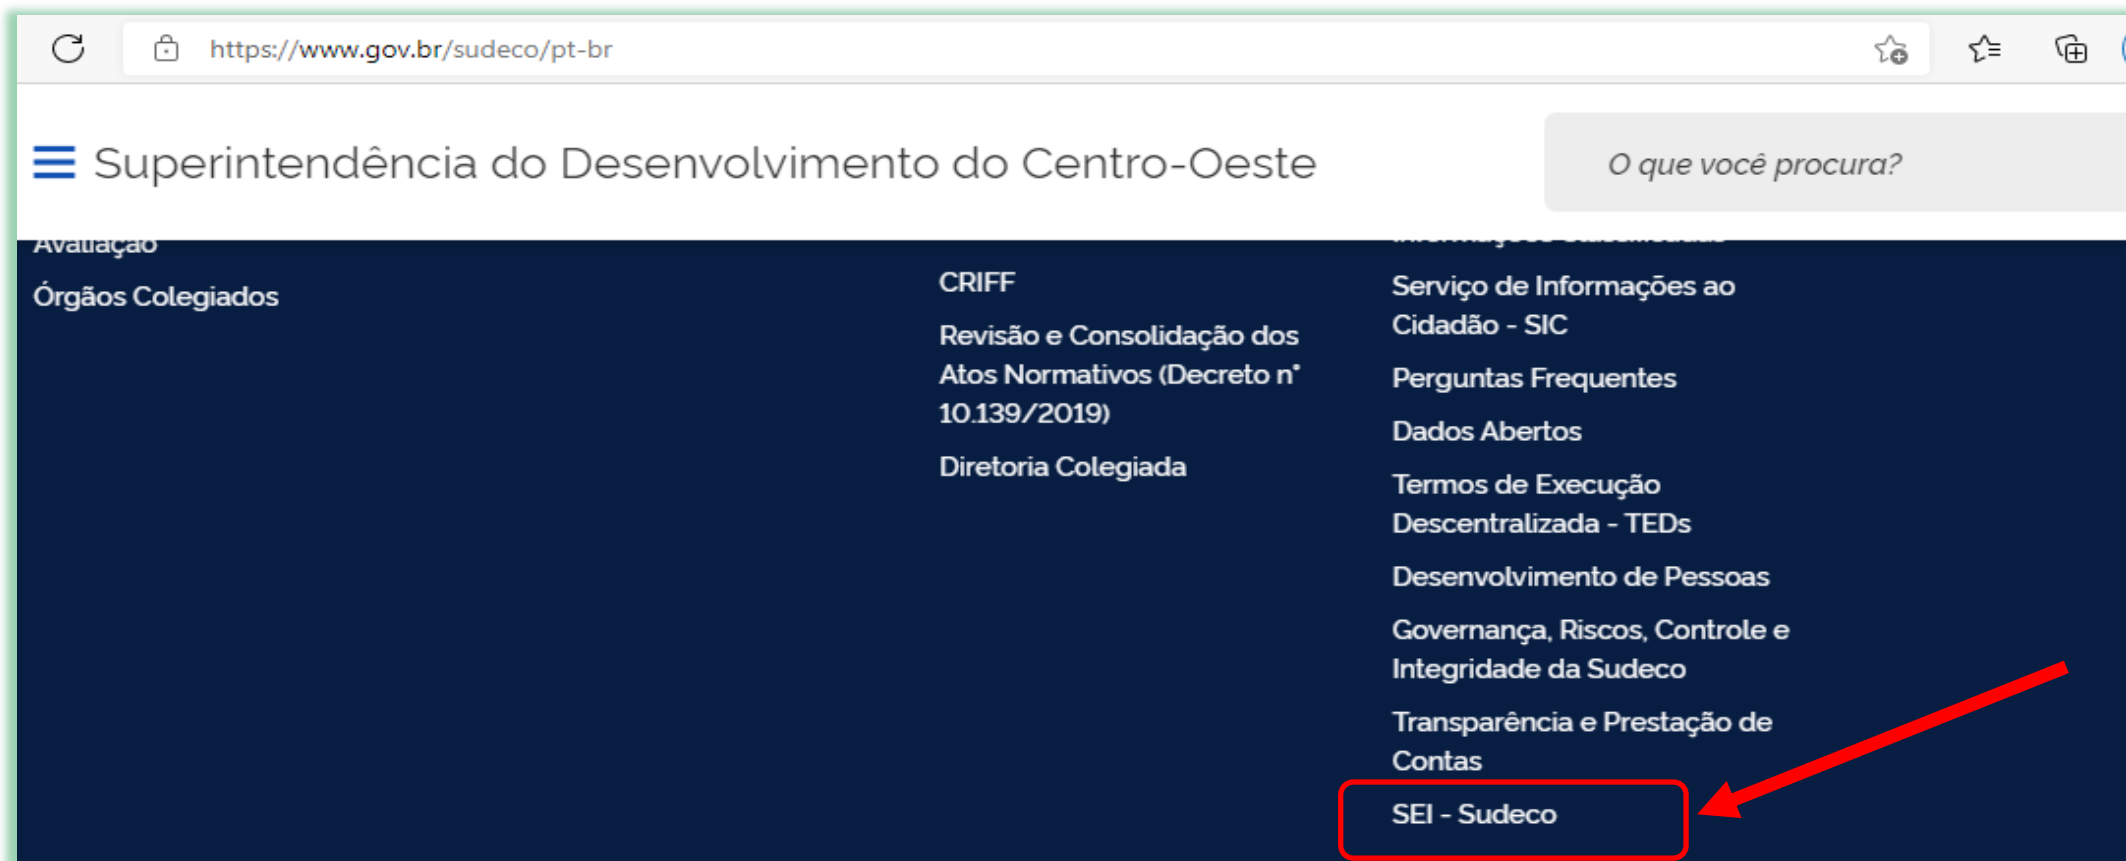 https://www.gov.br/sudeco/pt-br
Superintendência do Desenvolvimento do Centro-Oeste
O que você procura?
Avaliação
Órgãos Colegiados
CRIFF
Revisão e Consolidação dos
Atos Normativos (Decreto n°
10.139/2019)
Diretoria Colegiada
Serviço de Informações ao
Cidadão - SIC
Perguntas Frequentes
Dados Abertos
Termos de Execução
Descentralizada - TEDs
Desenvolvimento de Pessoas
Governança, Riscos, Controle e
Integridade da Sudeco
Transparência e Prestação de
Contas
SEI - Sudeco